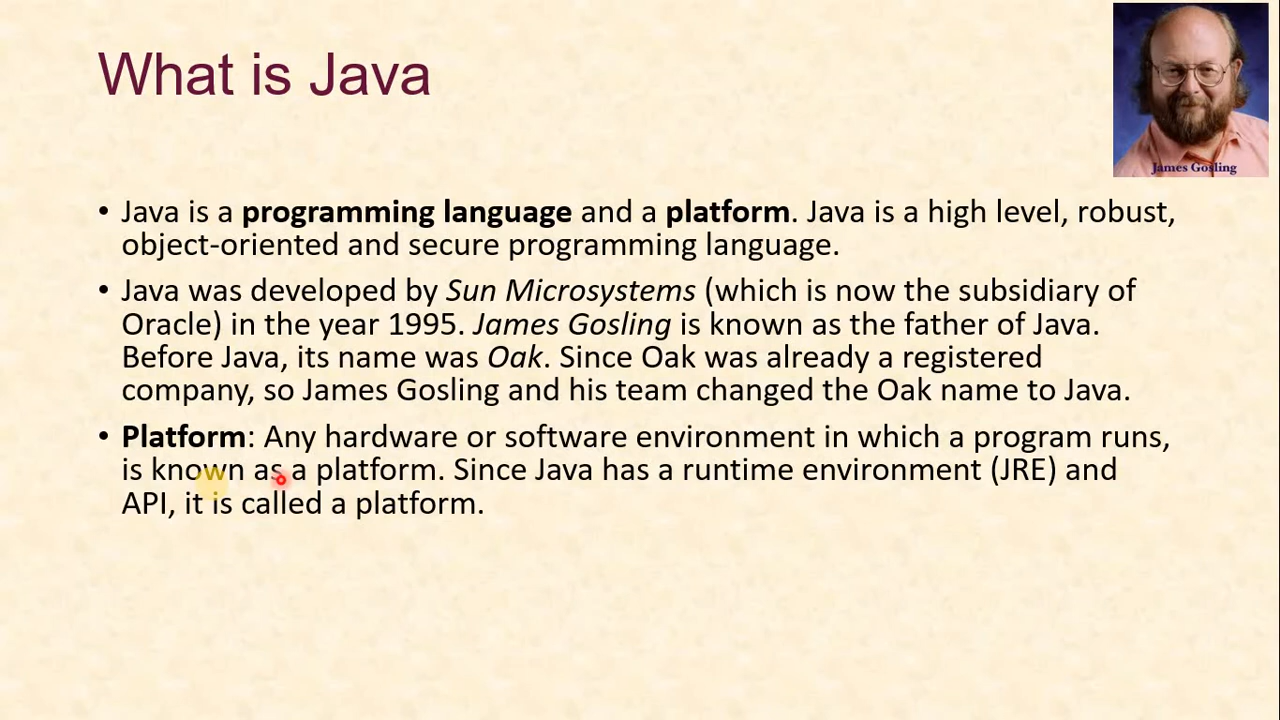 What is Java
James Gosling
• Java is a programming language and a platform. Java is a high level, robust,
object-oriented and secure programming language.
• Java was developed by Sun Microsystems (which is now the subsidiary of
Oracle) in the year 1995. James Gosling is known as the father of Java.
Before Java, its name was Oak. Since Oak was already a registered
company, so James Gosling and his team changed the Oak name to Java.
• Platform: Any hardware or software environment in which a program runs,
is known as a platform. Since Java has a runtime environment (JRE) and
API, it is called a platform.